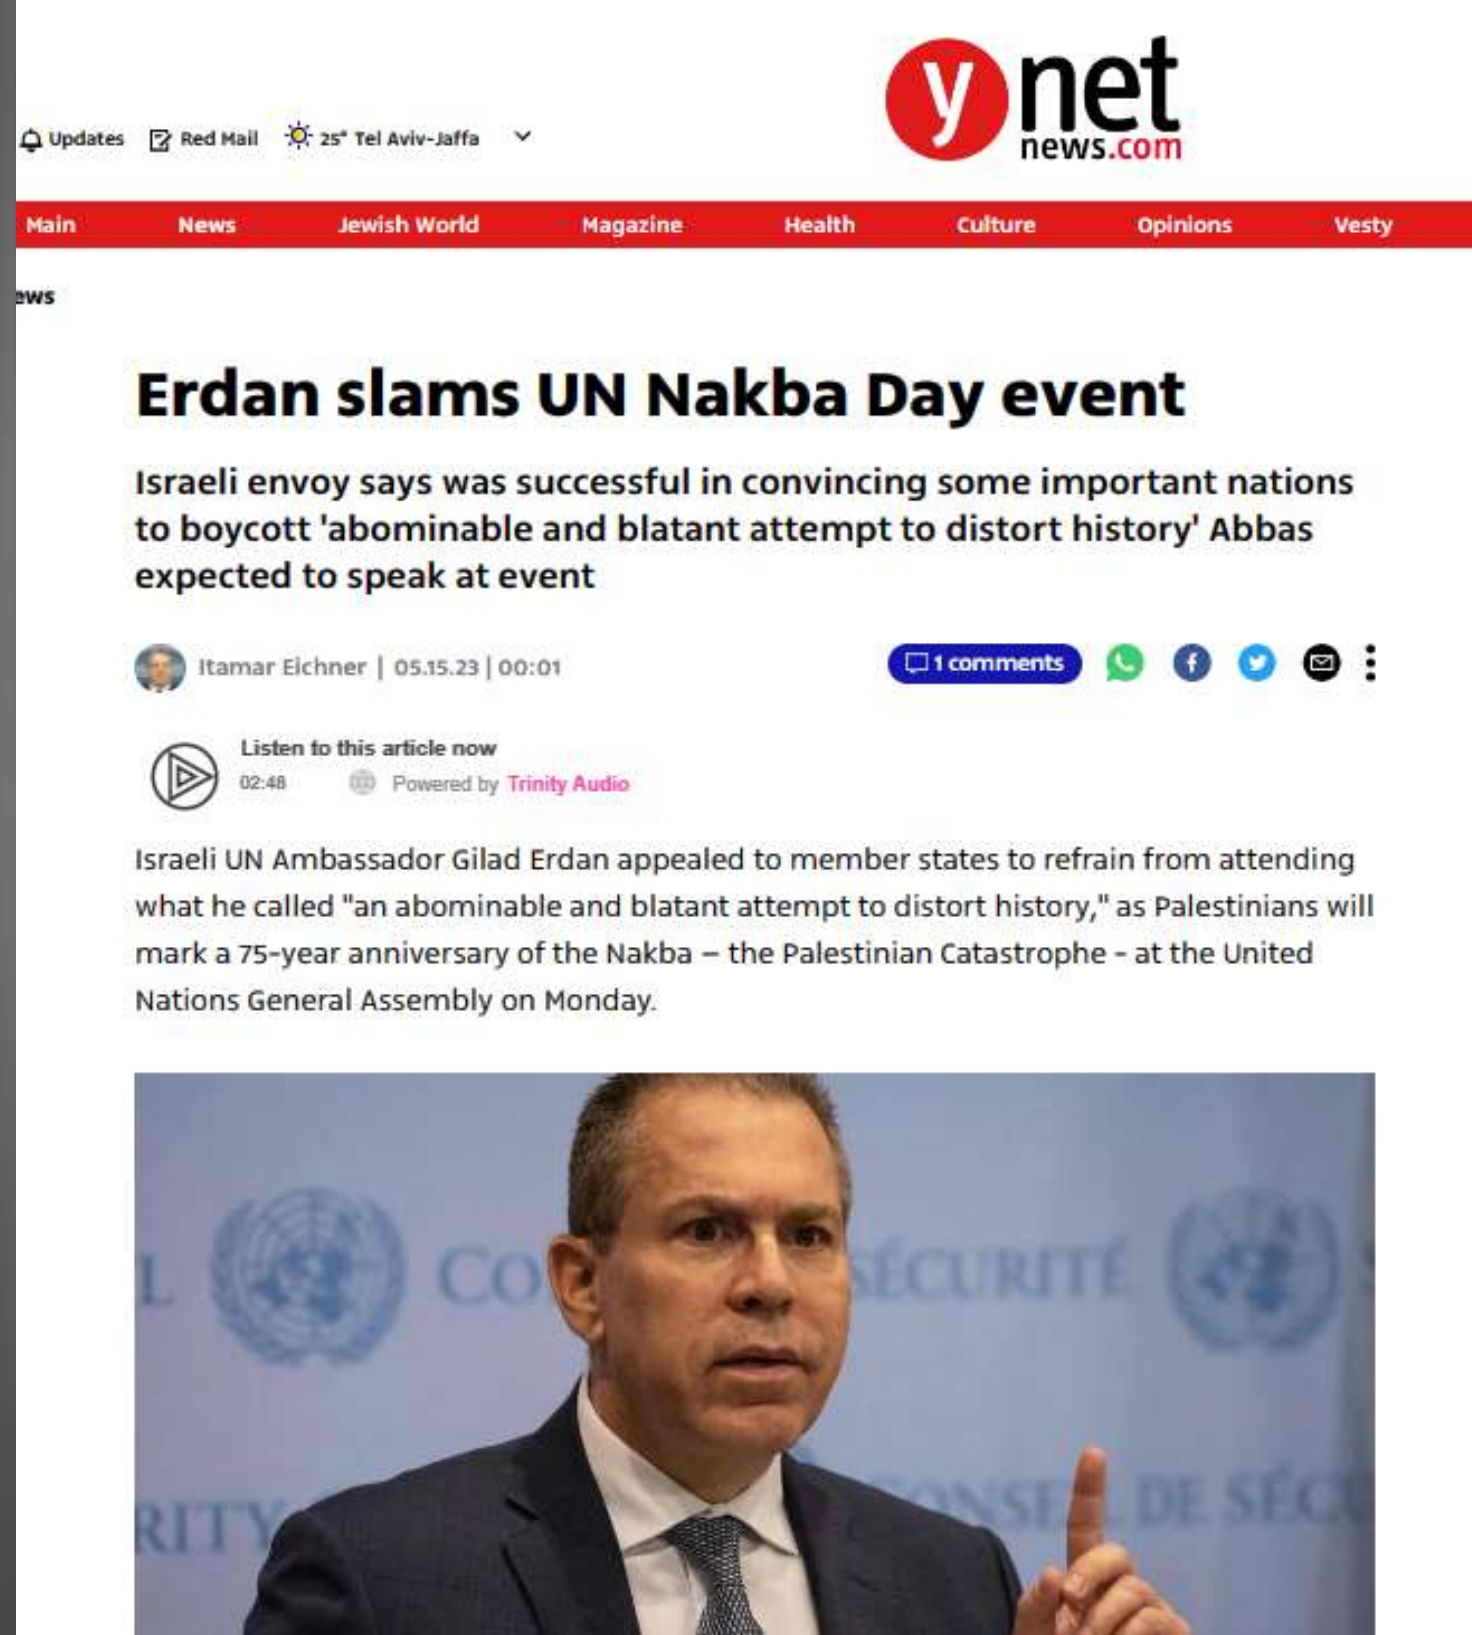 y net
news.com
Updates Red Mail 25° Tel Aviv-Jaffa
Main News Jewish World Magazine Health Culture Opinions Vesty
ews
Erdan slams UN Nakba Day event
Israeli envoy says was successful in convincing some important nations
to boycott 'abominable and blatant attempt to distort history' Abbas
expected to speak at event
Itamar Eichner | 05.15.23 | 00:01
1 comments
Listen to this article now
02:48 Powered by Trinity Audio
Israeli UN Ambassador Gilad Erdan appealed to member states to refrain from attending
what he called "an abominable and blatant attempt to distort history," as Palestinians will
mark a 75-year anniversary of the Nakba – the Palestinian Catastrophe - at the United
Nations General Assembly on Monday.
L CO SÉCURITÉ S
RITY ONSE DE SÉC